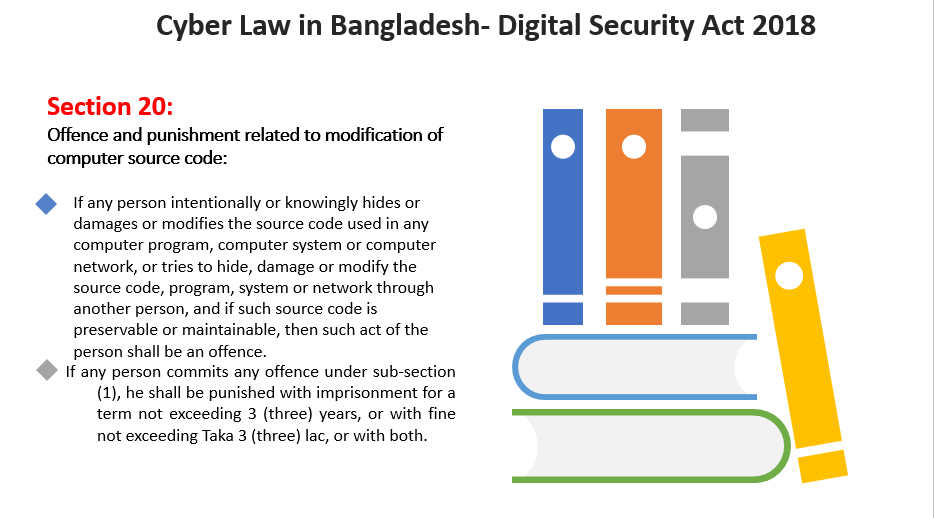 Cyber Law in Bangladesh- Digital Security Act 2018
Section 20:
Offence and punishment related to modification of
computer source code:
If any person intentionally or knowingly hides or
damages or modifies the source code used in any
computer program, computer system or computer
network, or tries to hide, damage or modify the
source code, program, system or network through
another person, and if such source code is
preservable or maintainable, then such act of the
person shall be an offence.
If any person commits any offence under sub-section
(1), he shall be punished with imprisonment for a
term not exceeding 3 (three) years, or with fine
not exceeding Taka 3 (three) lac, or with both.